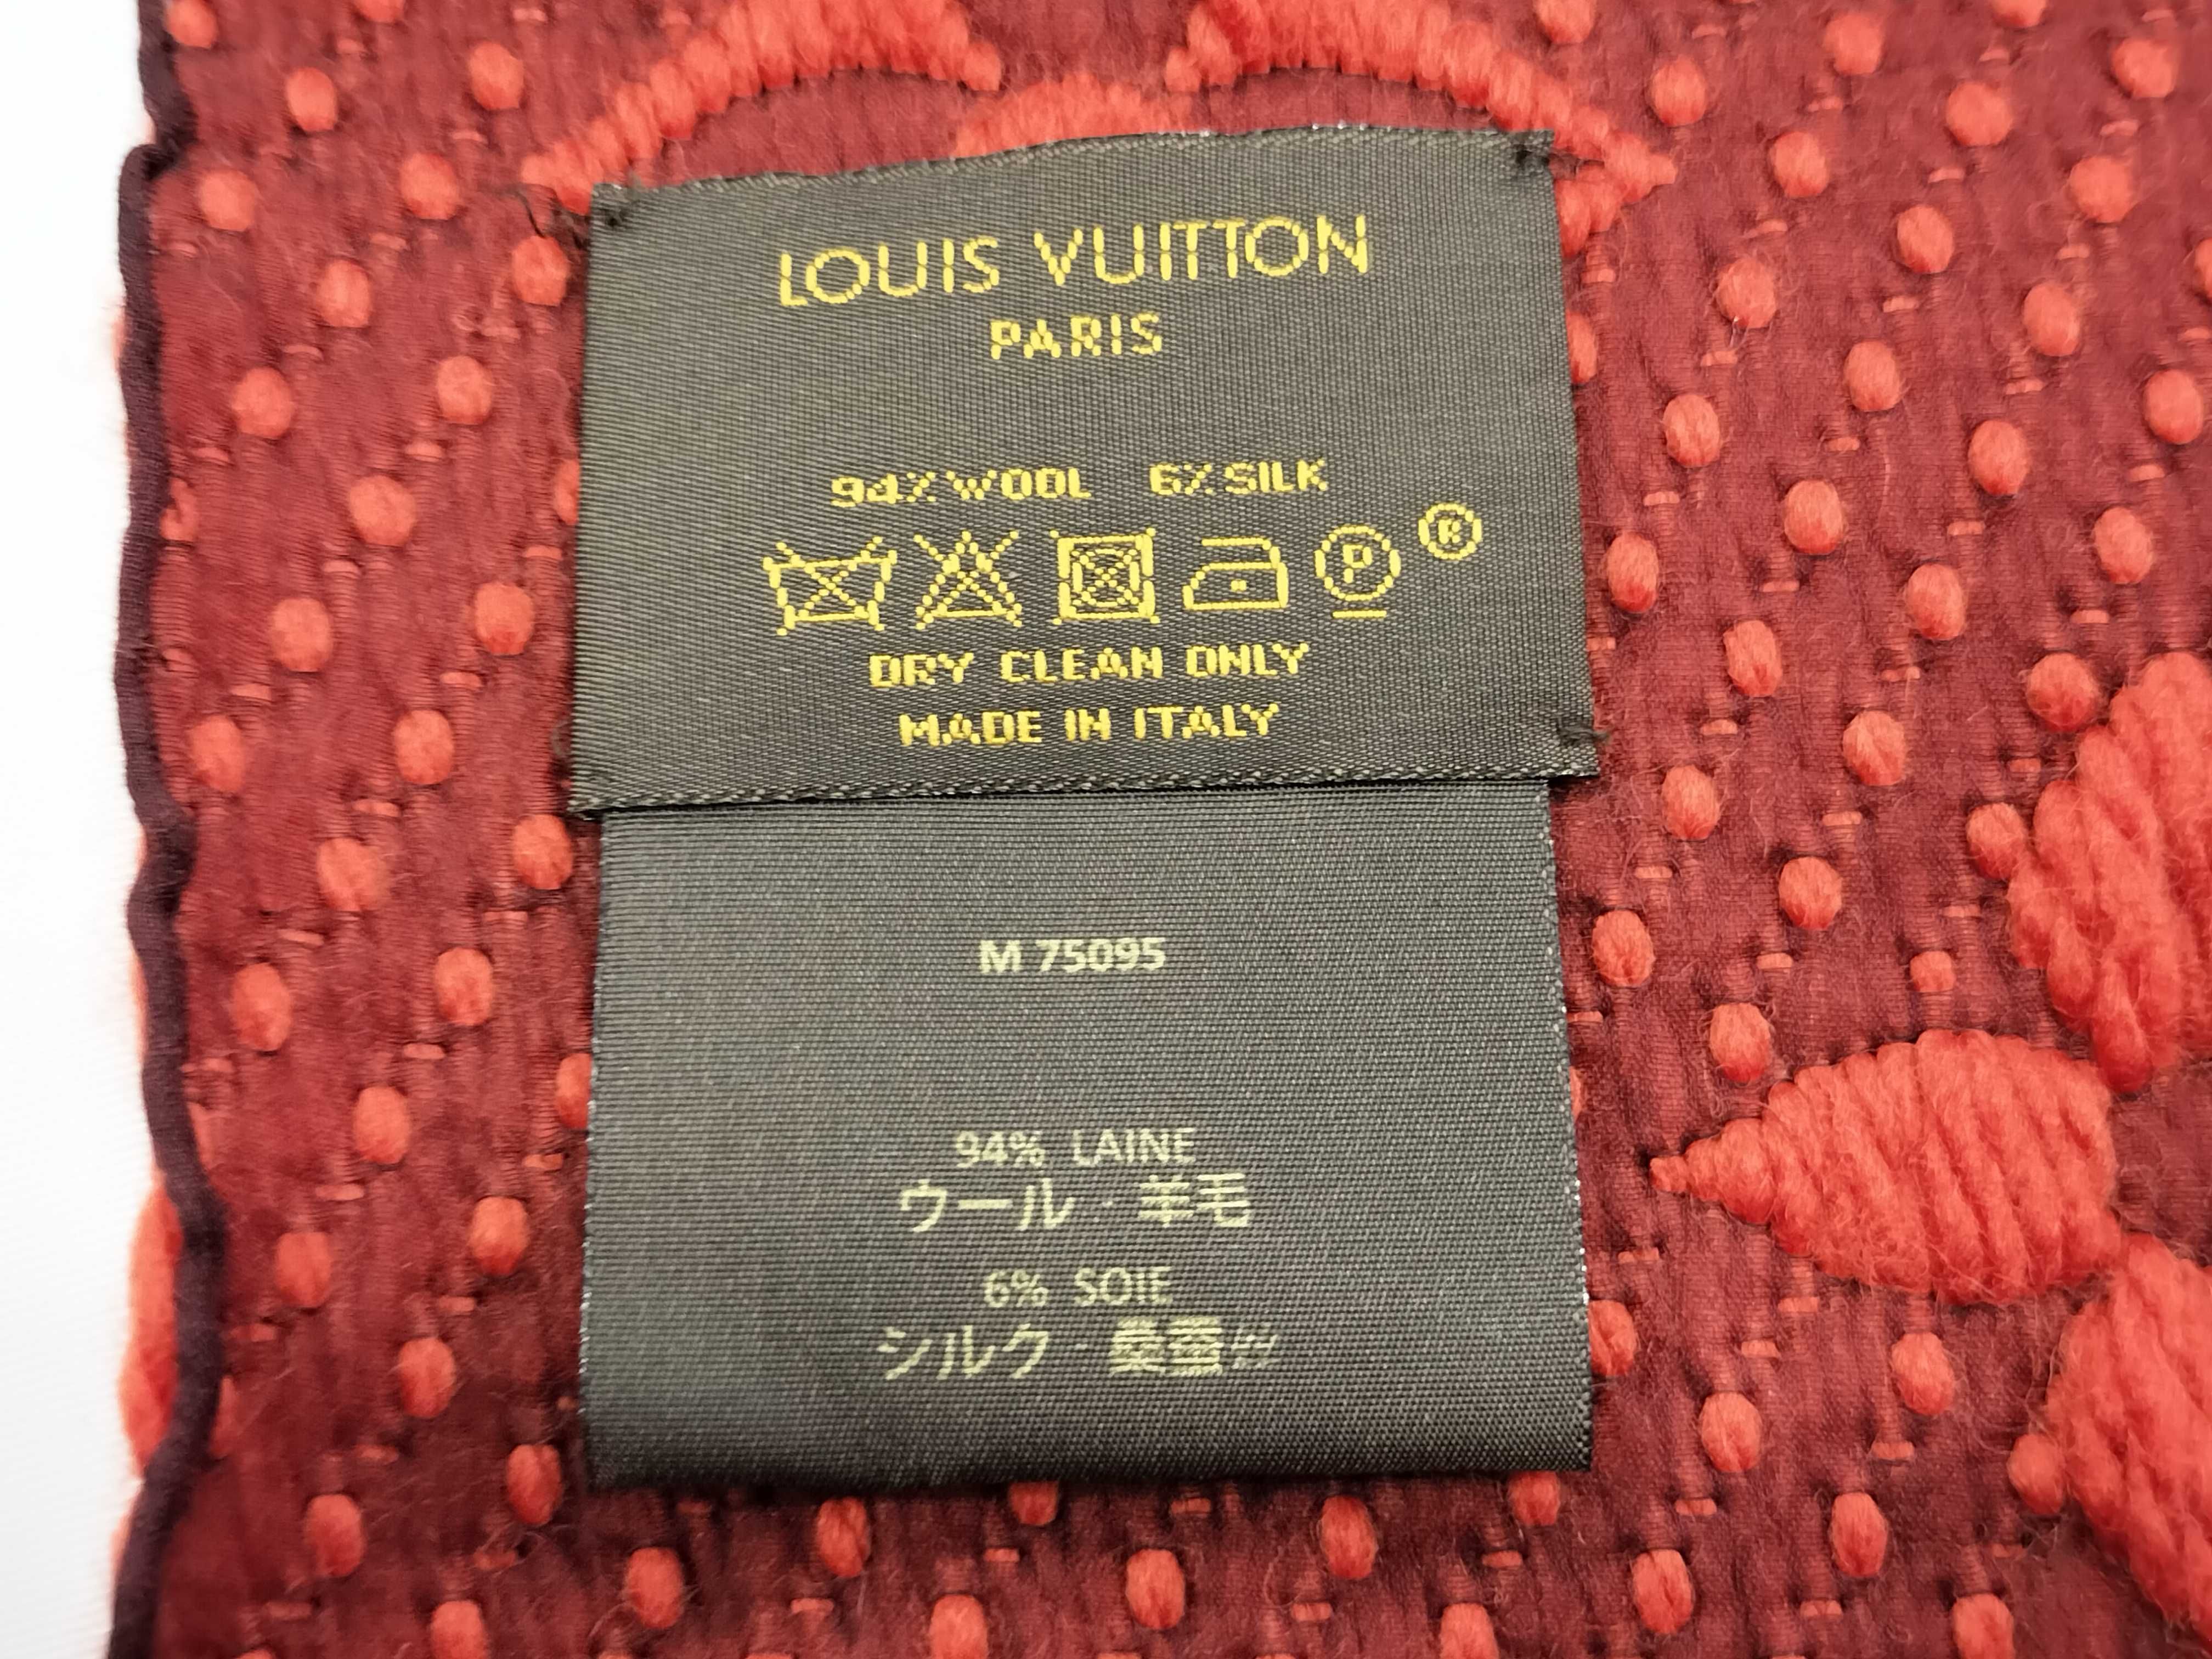 LOUIS VUITTON
PARIS
94% WOOL 6% SILK
P ®
DRY CLEAN ONLY
MADE IN ITALY
M 75095
94% LAINE
ウール · 羊毛
6% SOIE
シルク · 桑蚕丝